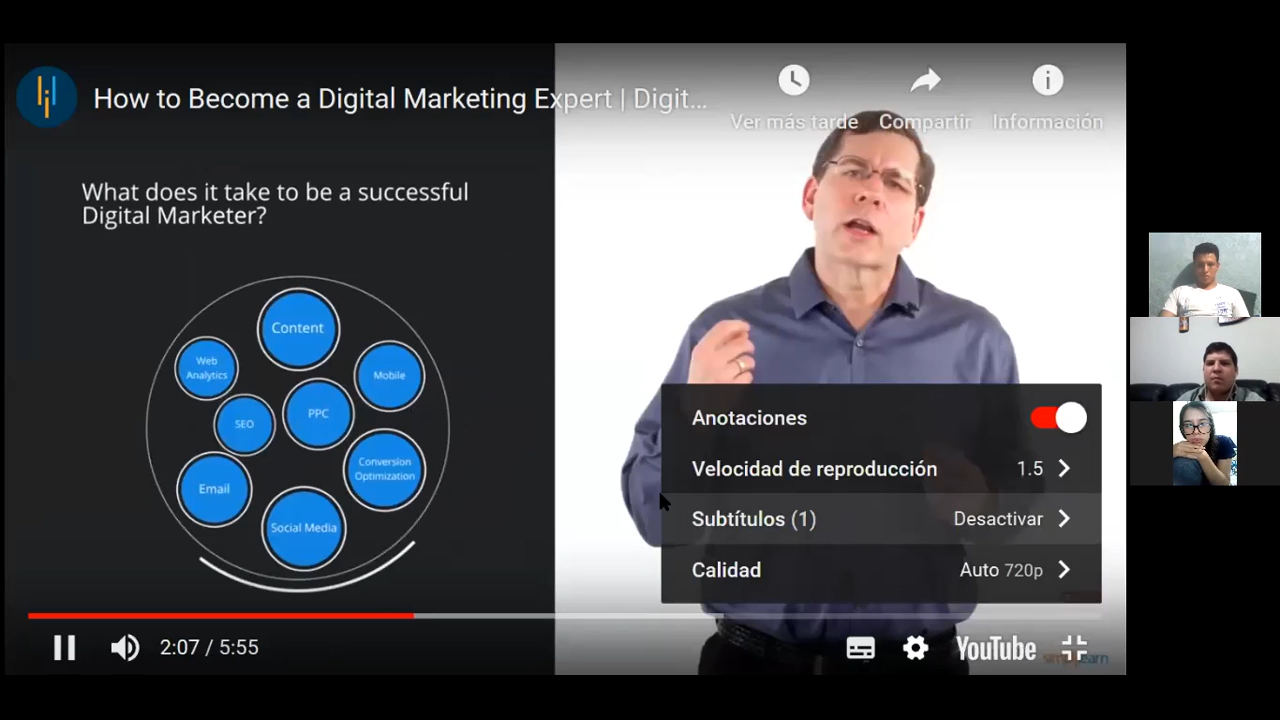 How to Become a Digital Marketing Expert | Digit...
Ver más tarde
Compartir
Información
What does it take to be a successful
Digital Marketer?
Content
Web
Analytics
Mobile
PPC
SEO
Conversion
Optimization
Email
Social Media
Anotaciones
Velocidad de reproducción 1.5
Subtítulos (1) Desactivar
Calidad Auto 720p
2:07 / 5:55
YouTube